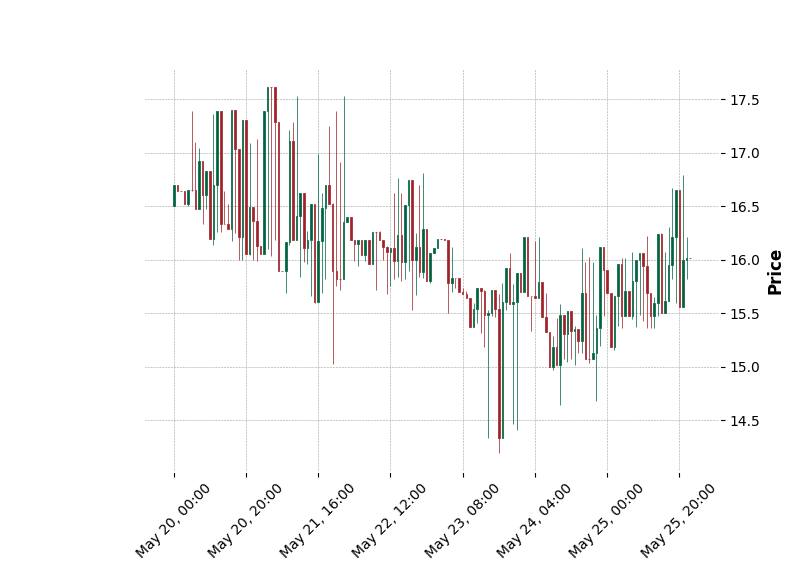 17.5
17.0
16.5
16.0
15.5
15.0
14.5
Price
May 20, 00:00
May 20, 20:00
May 21, 16:00
May 22, 12:00
May 23, 08:00
May 24, 04:00
May 25, 00:00
May 25, 20:00